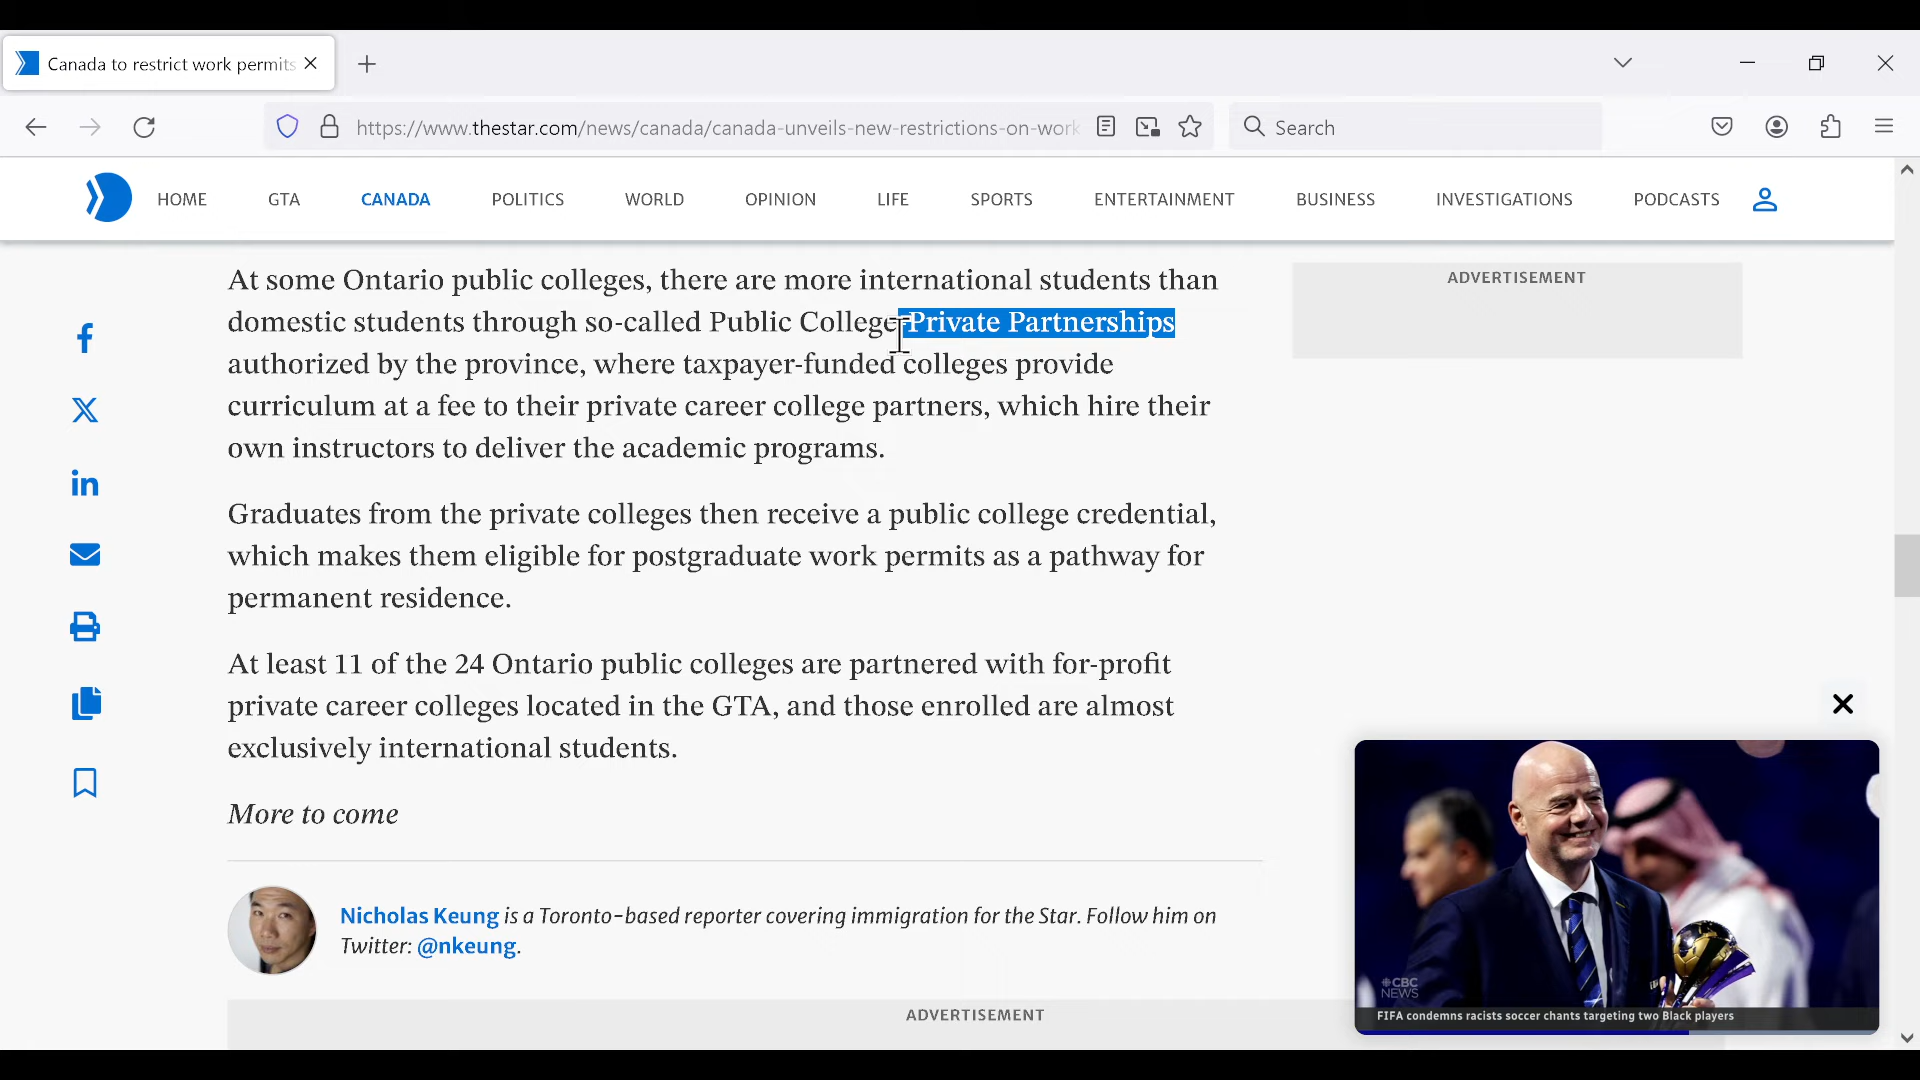 Canada to restrict work permits
https://www.thestar.com/news/canada/canada-unveils-new-restrictions-on-work
Search
HOME
GTA
CANADA
POLITICS
WORLD
OPINION
LIFE
SPORTS
ENTERTAINMENT
BUSINESS
INVESTIGATIONS
PODCASTS
At some Ontario public colleges, there are more international students than
domestic students through so-called Public College-Private Partnerships
authorized by the province, where taxpayer-funded colleges provide
curriculum at a fee to their private career college partners, which hire their
own instructors to deliver the academic programs.
Graduates from the private colleges then receive a public college credential,
which makes them eligible for postgraduate work permits as a pathway for
permanent residence.
At least 11 of the 24 Ontario public colleges are partnered with for-profit
private career colleges located in the GTA, and those enrolled are almost
exclusively international students.
More to come
Nicholas Keung is a Toronto-based reporter covering immigration for the Star. Follow him on
Twitter: @nkeung.
ADVERTISEMENT
ADVERTISEMENT
CBC
NEWS
FIFA condemns racists soccer chants targeting two Black players